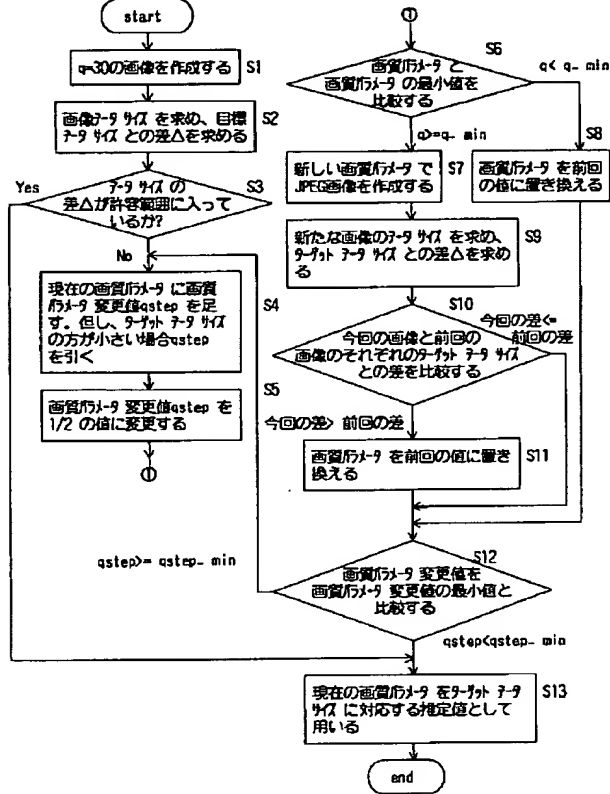 start
q=30の画像を作成する
S1
画像データ サイズ を求め、目標
データ サイズ との差△を求める
S2
Yes
データ サイズ の
差△が許容範囲に入って
いるか?
S3
No
現在の画質パラメータ に画質
パラメータ 変更値qstep を足
す。但し、ターゲット データ サイズ
の方が小さい場合qstep
を引く
S4
画質パラメータ 変更値qstep を
1/2 の値に変更する
S5
①
①
画質パラメータ と
画質パラメータ の最小値を
比較する
S6
q< q_ min
q>=q_ min
新しい画質パラメータ で
JPEG画像を作成する
S7
画質パラメータ を前回
の値に置き換える
S8
新たな画像のデータ サイズ を求め、
ターゲット データ サイズ との差△を求め
る
S9
今回の画像と前回の
画像のそれぞれのターゲット データ サイズ
との差を比較する
S10
今回の差<=
前回の差
今回の差> 前回の差
画質パラメータ を前回の値に置き
換える
S11
qstep>= qstep_ min
画質パラメータ 変更値を
画質パラメータ 変更値の最小値と
比較する
S12
qstep<qstep_ min
現在の画質パラメータ をターゲット データ
サイズ に対応する推定値として
用いる
S13
end